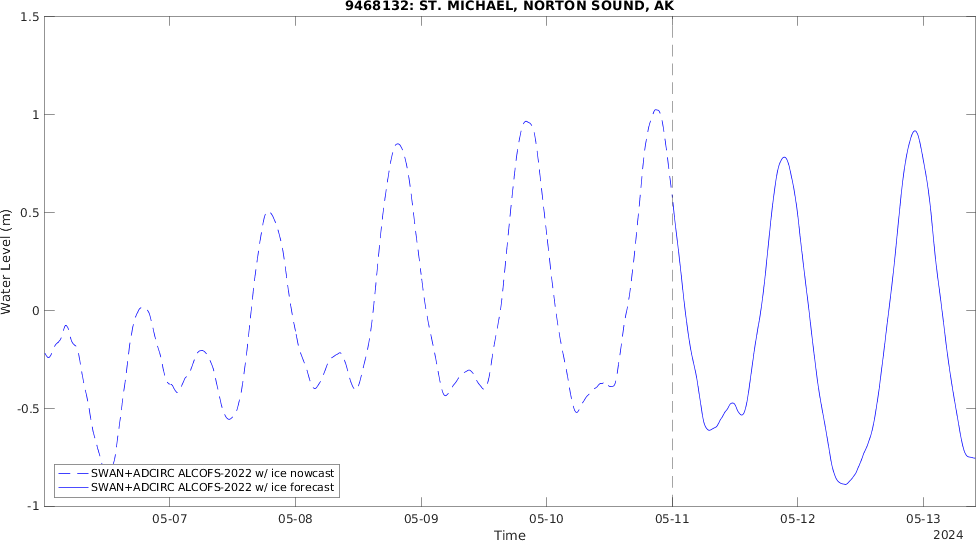 9468132: ST. MICHAEL, NORTON SOUND, AK
1.5
1
0.5
0
-0.5
-1
Water Level (m)
SWAN+ADCIRC ALCOFS-2022 w/ ice nowcast
SWAN+ADCIRC ALCOFS-2022 w/ ice forecast
05-07 05-08 05-09 05-10 05-11 05-12 05-13
Time
2024